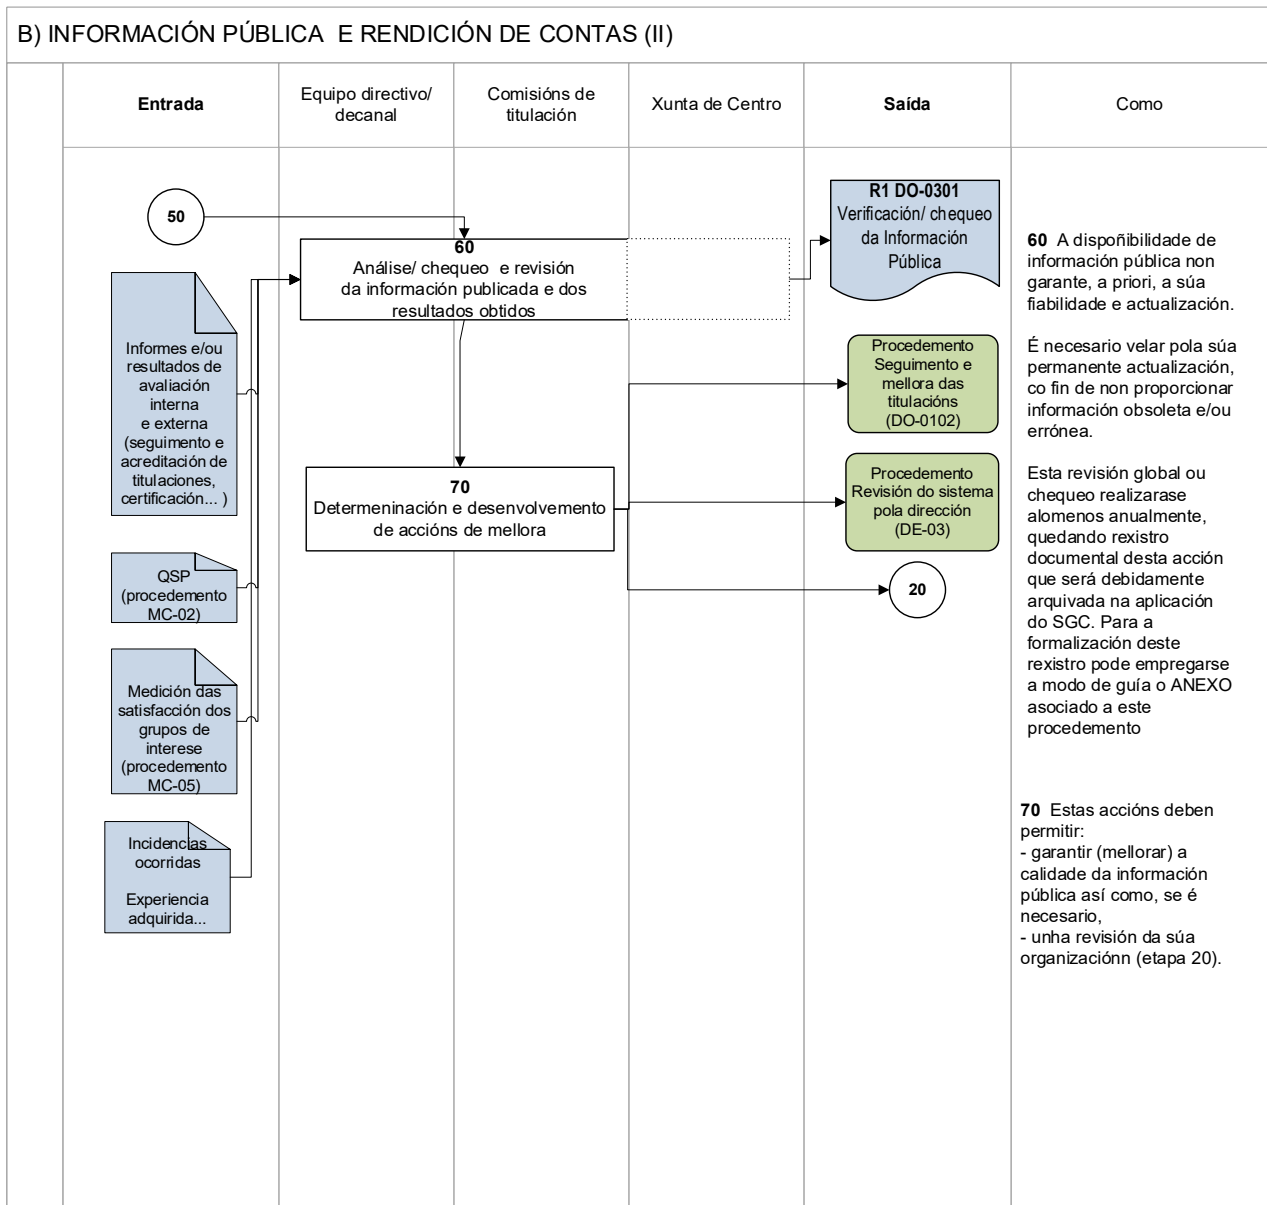 B) INFORMACIÓN PÚBLICA E RENDICIÓN DE CONTAS (II)
Entrada
Equipo directivo/
decanal
Comisións de
titulación
Xunta de Centro
Saída
Como
50
60
Análise/ chequeo e revisión
da información publicada e dos
resultados obtidos
R1 DO-0301
Verificación/ chequeo
da Información
Pública
Informes e/ou
resultados de
avaliación
interna
e externa
(seguimento e
acreditación de
titulaciones,
certificación... )
Procedemento
Seguimento e
mellora das
titulacións
(DO-0102)
70
Determeninación e desenvolvemento
de accións de mellora
Procedemento
Revisión do sistema
pola dirección
(DE-03)
20
QSP
(procedemento
MC-02)
Medición das
satisfacción dos
grupos de
interese
(procedemento
MC-05)
Incidencias
ocorridas
Experiencia
adquirida...
60 A dispoñibilidade de
información pública non
garante, a priori, a súa
fiabilidade e actualización.
É necesario velar pola súa
permanente actualización,
co fin de non proporcionar
información obsoleta e/ou
errónea.
Esta revisión global ou
chequeo realizarase
alomenos anualmente,
quedando rexistro
documental desta acción
que será debidamente
arquivada na aplicación
do SGC. Para a
formalización deste
rexistro pode empregarse
a modo de guía o ANEXO
asociado a este
procedemento
70 Estas accións deben
permitir:
- garantir (mellorar) a
calidade da información
pública así como, se é
necesario,
- unha revisión da súa
organizaciónn (etapa 20).